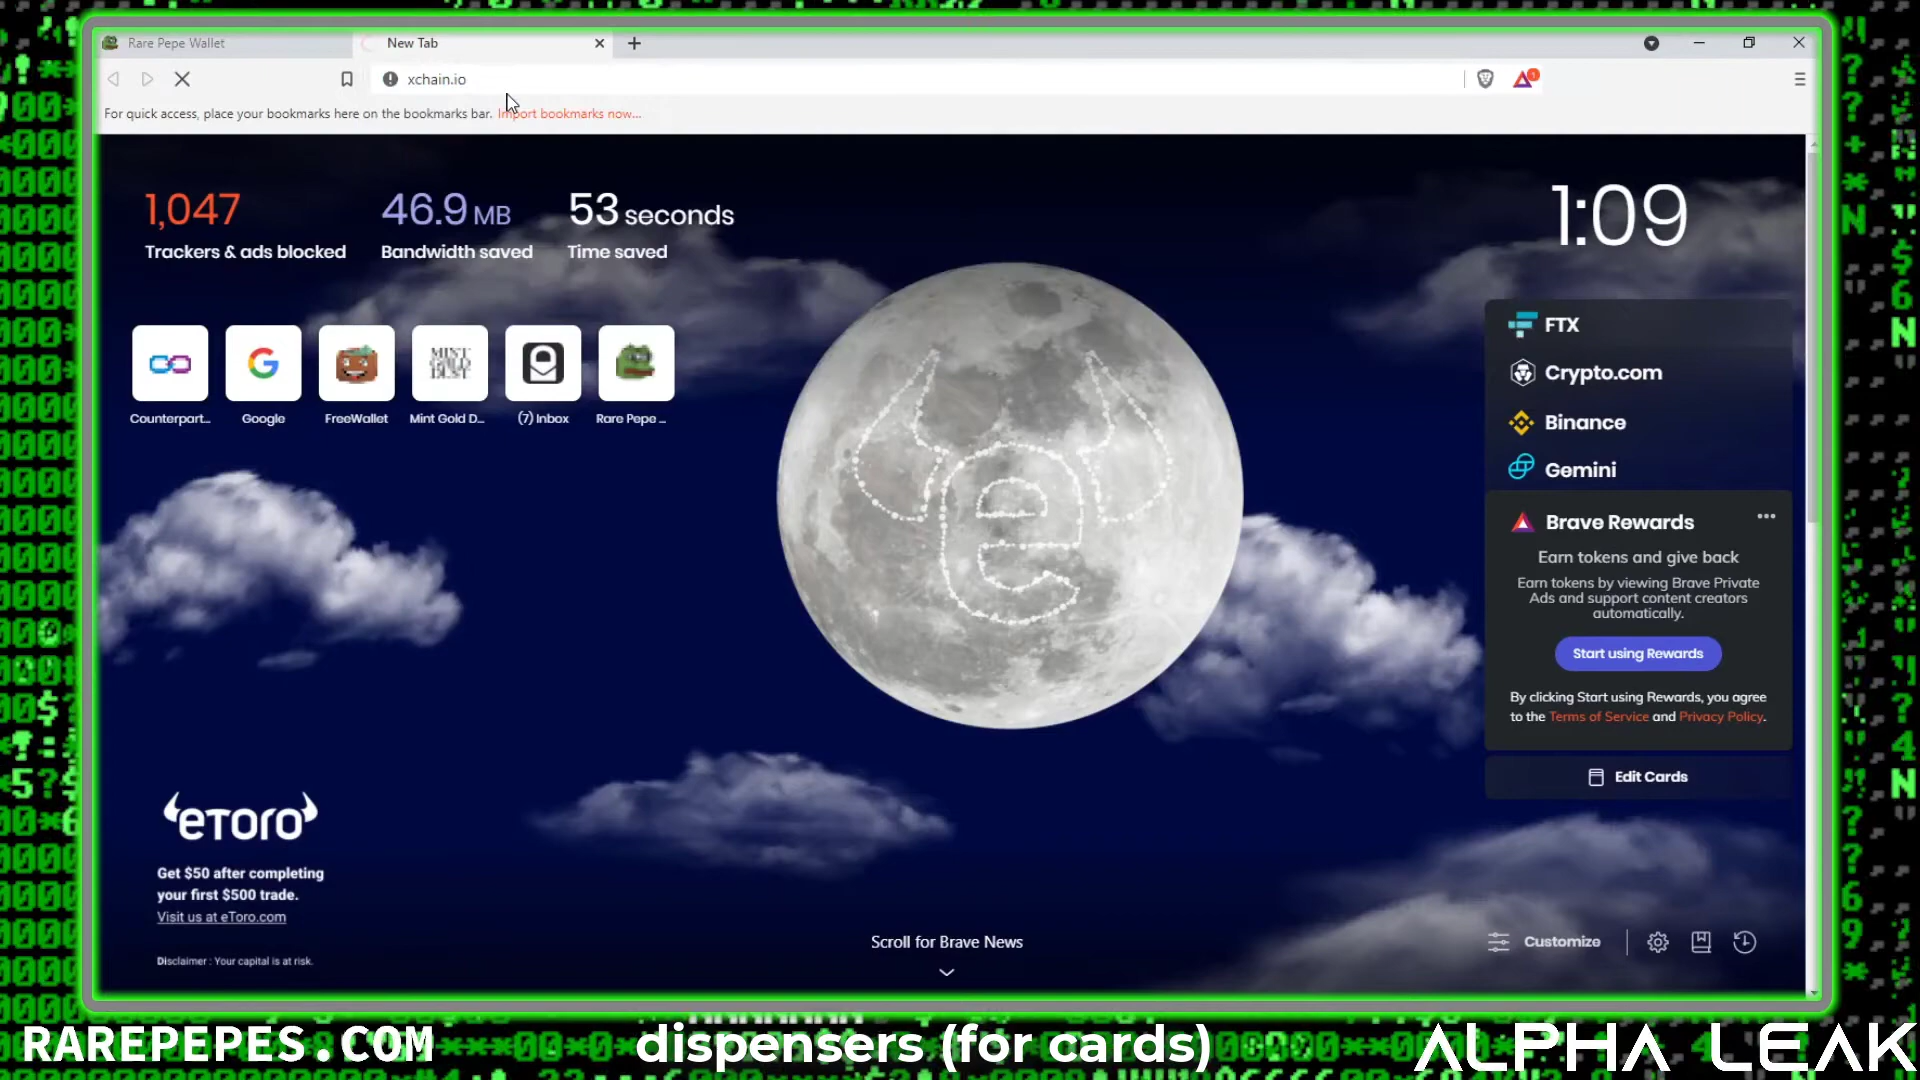 Rare Pepe Wallet
New Tab
xchain.io
For quick access, place your bookmarks here on the bookmarks bar. Import bookmarks now...
1,047
Trackers & ads blocked
46.9 MB
Bandwidth saved
53 seconds
Time saved
1:09
Counterpart...
Google
FreeWallet
MINT GOLD DUST
Mint Gold D...
(7) Inbox
Rare Pepe ...
FTX
Crypto.com
Binance
Gemini
Brave Rewards
Earn tokens and give back
Earn tokens by viewing Brave Private
Ads and support content creators
automatically.
Start using Rewards
By clicking Start using Rewards, you agree
to the Terms of Service and Privacy Policy.
Edit Cards
e
eToro
Get $50 after completing
your first $500 trade.
Visit us at eToro.com
Disclaimer : Your capital is at risk.
Scroll for Brave News
Customize
RAREPEPES.COM
dispensers (for cards)
ALPHA LEAK